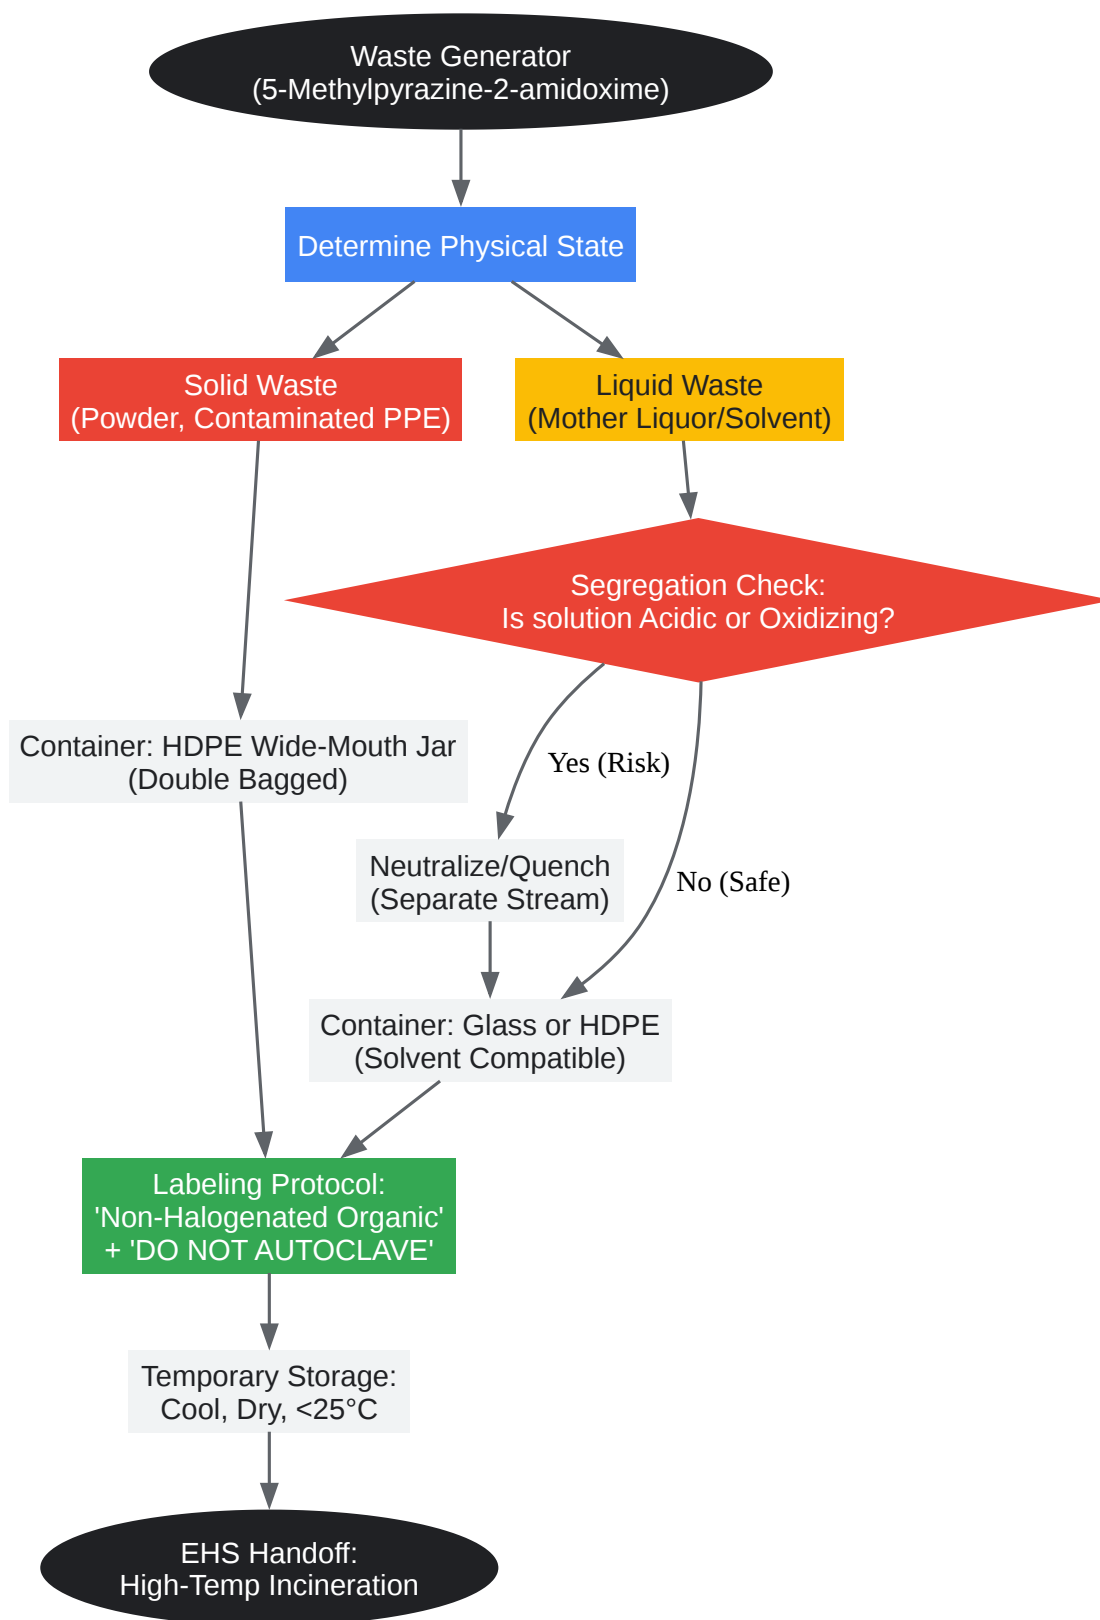 Waste Generator
(5-Methylpyrazine-2-amidoxime)
Determine Physical State
Solid Waste
(Powder, Contaminated PPE)
Liquid Waste
(Mother Liquor/Solvent)
Segregation Check:
Is solution Acidic or Oxidizing?
Container: HDPE Wide-Mouth Jar
(Double Bagged)
Yes (Risk)
Neutralize/Quench
(Separate Stream)
No (Safe)
Container: Glass or HDPE
(Solvent Compatible)
Labeling Protocol:
'Non-Halogenated Organic'
+ 'DO NOT AUTOCLAVE'
Temporary Storage:
Cool, Dry, <25°C
EHS Handoff:
High-Temp Incineration